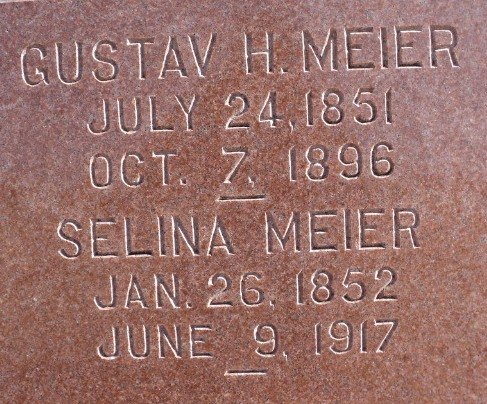 GUSTAV H. MEIER
JULY 24, 1851
OCT. 7, 1896
SELINA MEIER
JAN. 26, 1852
JUNE 9, 1917